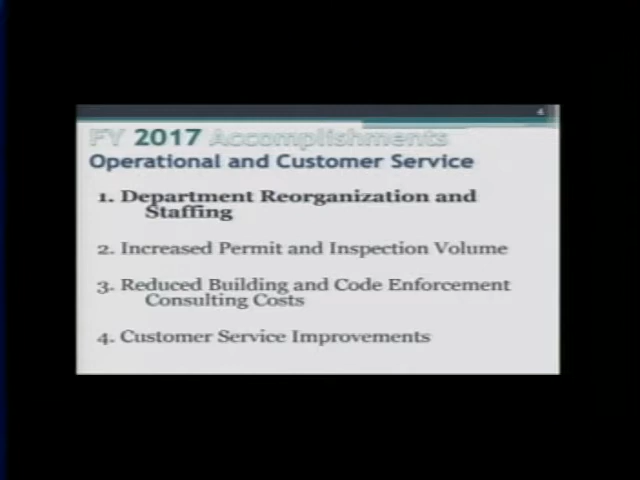 4
FY 2017 Accomplishments
Operational and Customer Service
1. Department Reorganization and
Staffing
2. Increased Permit and Inspection Volume
3. Reduced Building and Code Enforcement
Consulting Costs
4. Customer Service Improvements